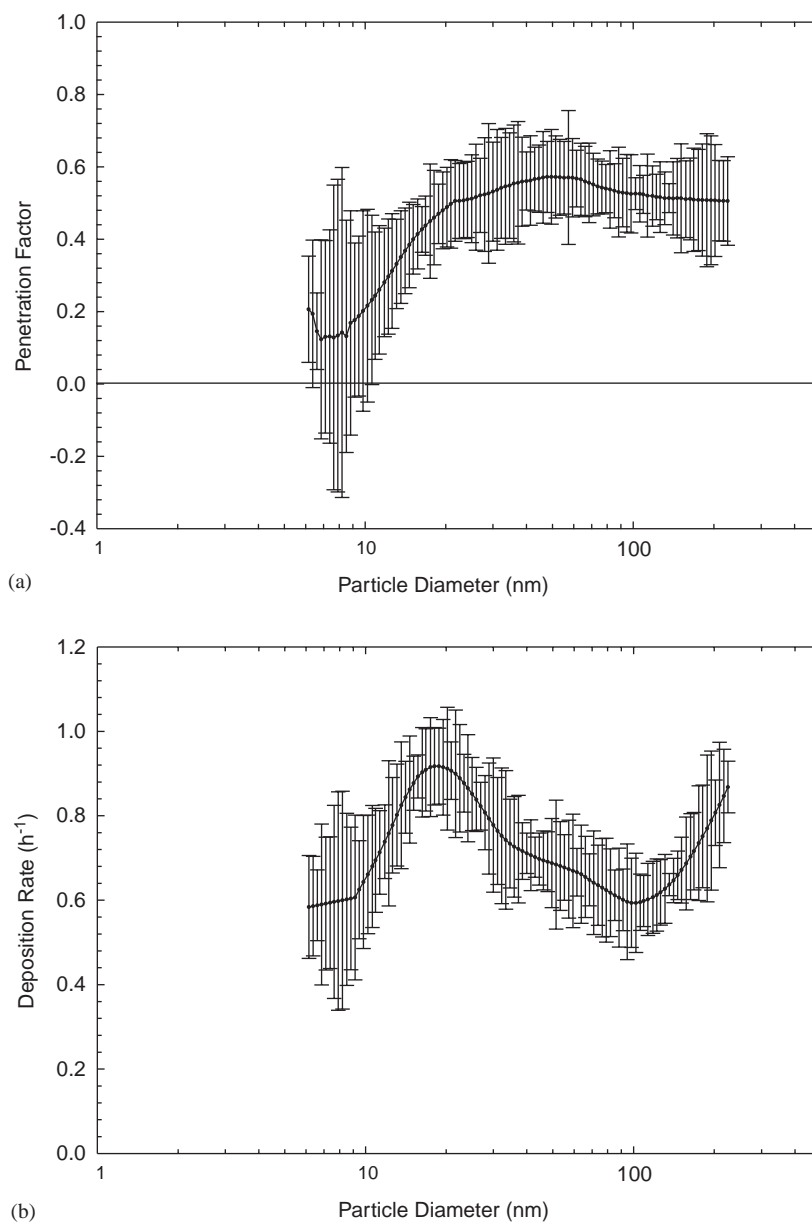 1.0
0.8
0.6
0.4
0.2
0.0
-0.2
-0.4
Penetration Factor
1 10 100
(a)
Particle Diameter (nm)
1.2
1.0
0.8
0.6
0.4
0.2
0.0
Deposition Rate (h-1)
1 10 100
(b)
Particle Diameter (nm)